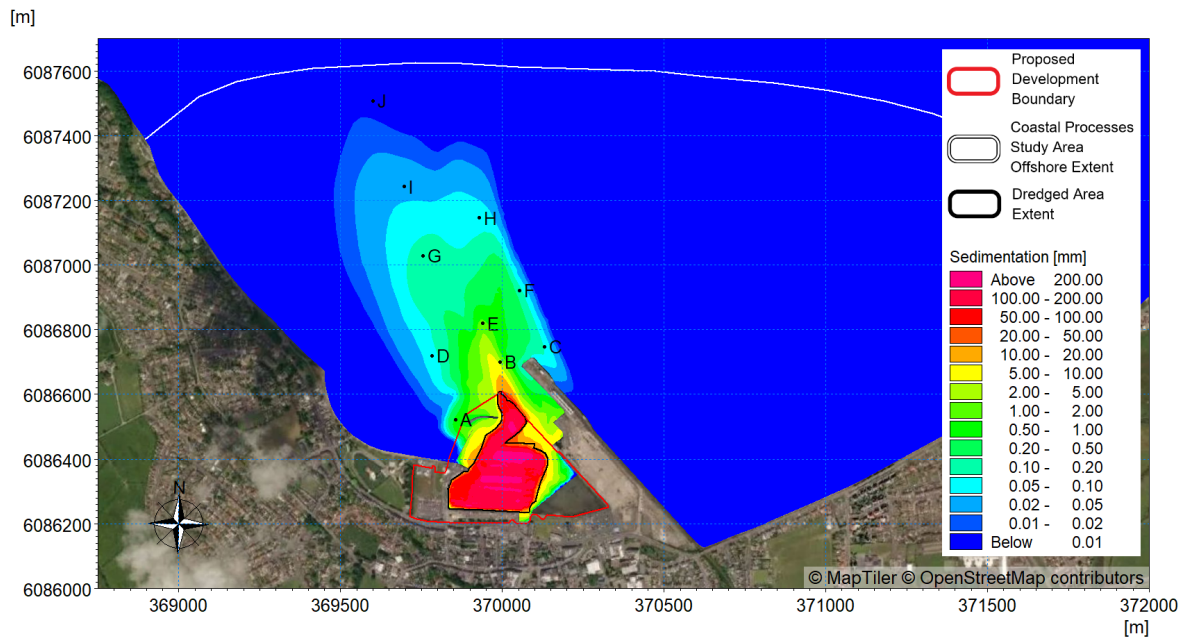 [m]
6087600
6087400
6087200
6087000
6086800
6086600
6086400
6086200
6086000
369000
369500
370000
370500
371000
371500
372000
[m]
J
I
H
G
F
E
C
D
B
A
N
Proposed
Development
Boundary
Coastal Processes
Study Area
Offshore Extent
Dredged Area
Extent
Sedimentation [mm]
Above 200.00
100.00 - 200.00
50.00 - 100.00
20.00 - 50.00
10.00 - 20.00
5.00 - 10.00
2.00 - 5.00
1.00 - 2.00
0.50 - 1.00
0.20 - 0.50
0.10 - 0.20
0.05 - 0.10
0.02 - 0.05
0.01 - 0.02
Below 0.01
© MapTiler © OpenStreetMap contributors